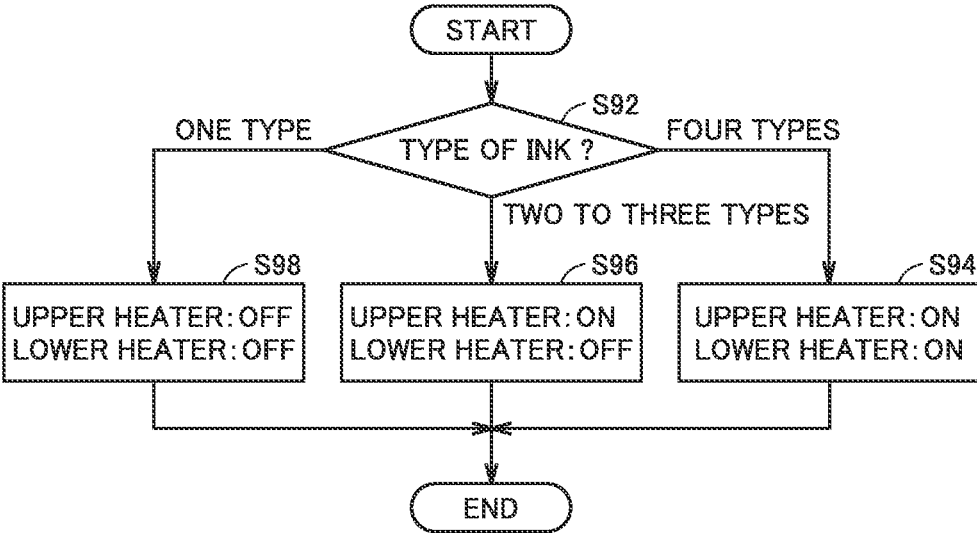 START
S92
ONE TYPE
TYPE OF INK ?
FOUR TYPES
TWO TO THREE TYPES
S98
UPPER HEATER: OFF
LOWER HEATER: OFF
S96
UPPER HEATER: ON
LOWER HEATER: OFF
S94
UPPER HEATER: ON
LOWER HEATER: ON
END